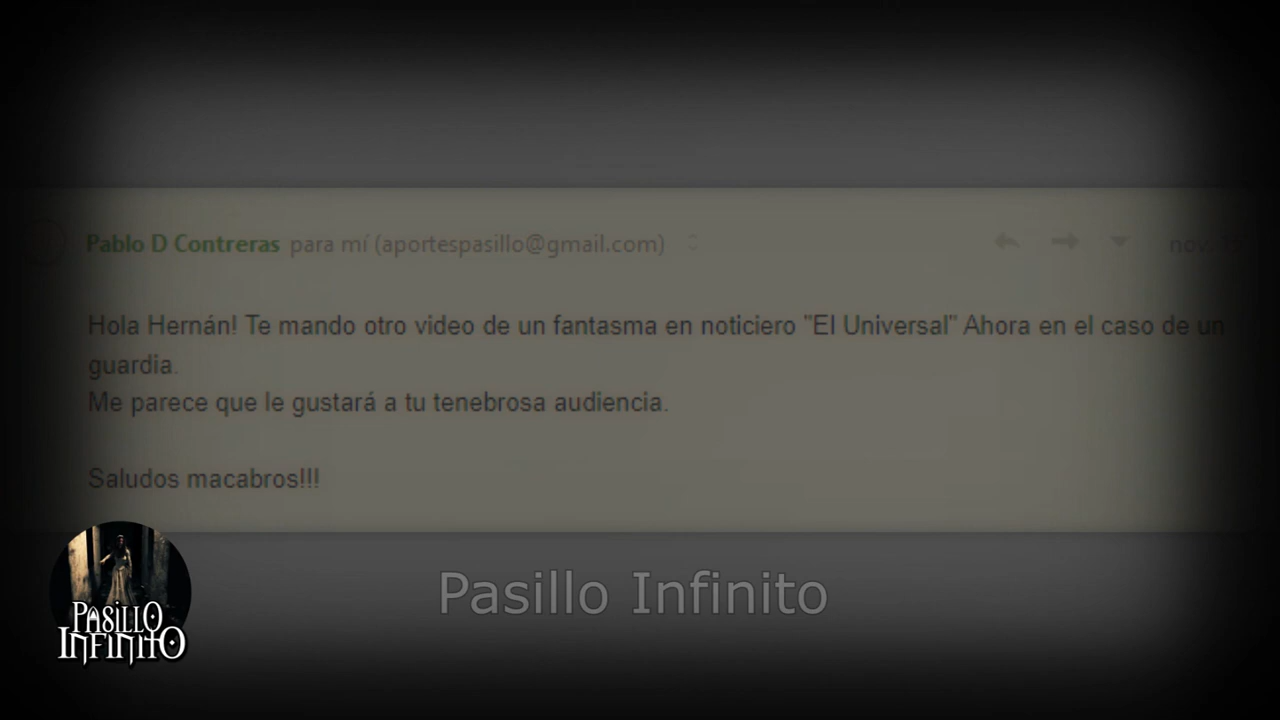 Pablo D Contreras para mí (aportespasillo@gmail.com)
Hola Hernán! Te mando otro video de un fantasma en noticiero "El Universal" Ahora en el caso de un
guardia.
Me parece que le gustará a tu tenebrosa audiencia.
Saludos macabros!!!
PASILLO
INFINITO
Pasillo Infinito